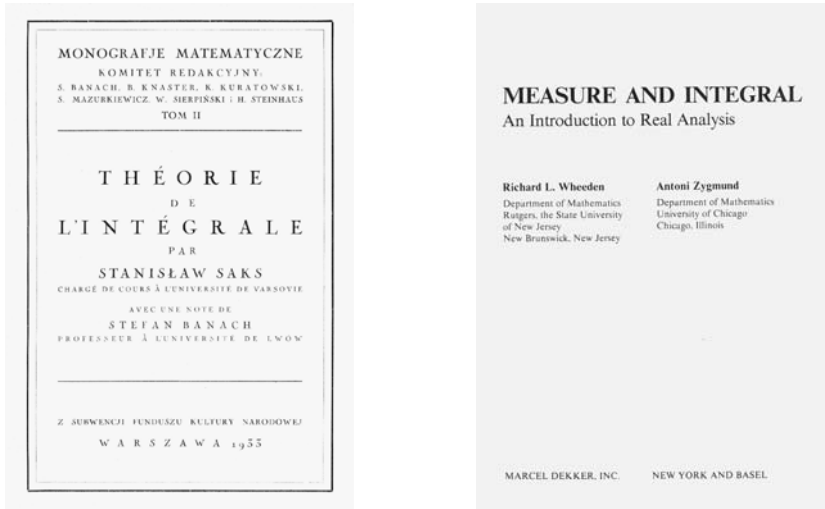 MONOGRAFJE MATEMATYCZNE
KOMITET REDAKCYJNY:
S. BANACH, B. KNASTER, K. KURATOWSKI,
S. MAZURKIEWICZ, W. SIERPIŃSKI i H. STEINHAUS
TOM II
THÉORIE
DE
L'INTÉGRALE
PAR
STANISŁAW SAKS
CHARGÉ DE COURS À L'UNIVERSITÉ DE VARSOVIE
AVEC UNE NOTE DE
STEFAN BANACH
PROFESSEUR À L'UNIVERSITÉ DE LWOW
Z SUBWENCJI FUNDUSZU KULTURY NARODOWEJ
WARSZAWA 1933
MEASURE AND INTEGRAL
An Introduction to Real Analysis
Richard L. Wheeden
Department of Mathematics
Rutgers, the State University
of New Jersey
New Brunswick, New Jersey
Antoni Zygmund
Department of Mathematics
University of Chicago
Chicago, Illinois
MARCEL DEKKER, INC. NEW YORK AND BASEL